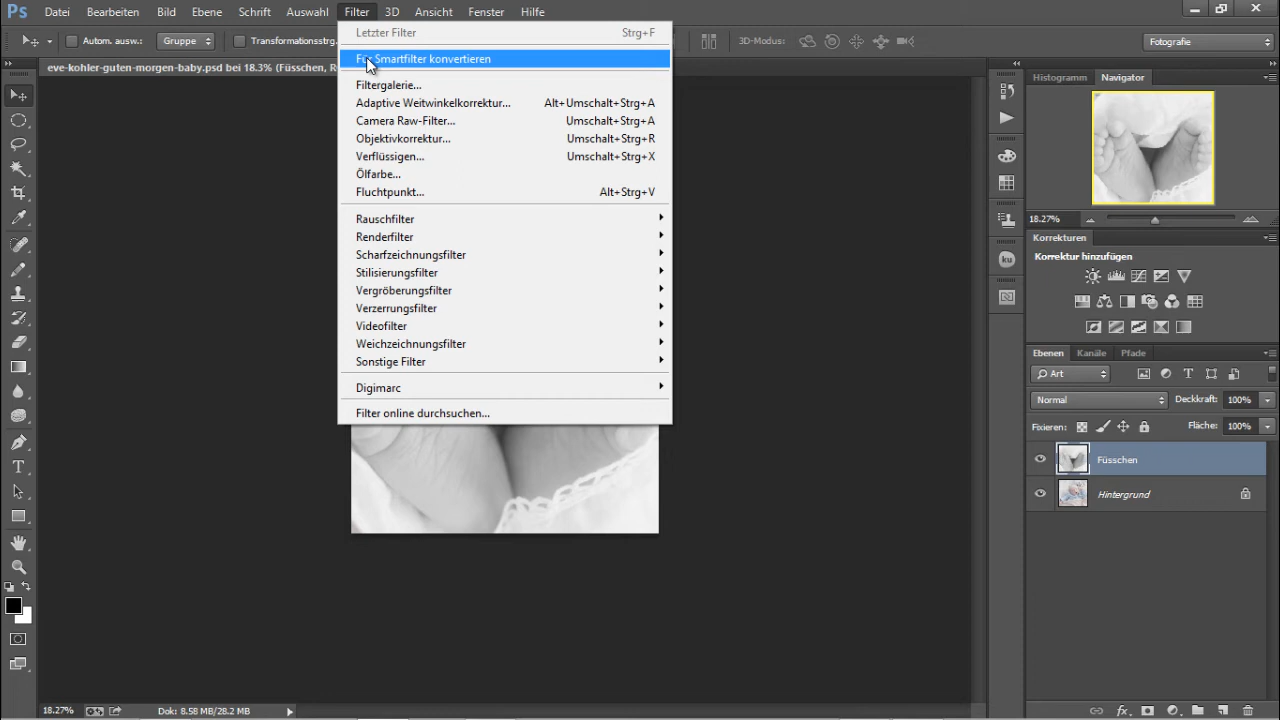 Ps Datei Bearbeiten Bild Ebene Schrift Auswahl Filter 3D Ansicht Fenster Hilfe
Autom. ausw.: Gruppe Transformationsstrg. 3D-Modus: Fotografie
eve-kohler-guten-morgen-baby.psd bei 18.3% (Füsschen,
Letzter Filter Strg+F
Für Smartfilter konvertieren
Filtergalerie...
Adaptive Weitwinkelkorrektur... Alt+Umschalt+Strg+A
Camera Raw-Filter... Umschalt+Strg+A
Objektivkorrektur... Umschalt+Strg+R
Verflüssigen... Umschalt+Strg+X
Ölfarbe...
Fluchtpunkt... Alt+Strg+V
Rauschfilter
Renderfilter
Scharfzeichnungsfilter
Stilisierungsfilter
Vergröberungsfilter
Verzerrungsfilter
Videofilter
Weichzeichnungsfilter
Sonstige Filter
Digimarc
Filter online durchsuchen...
Histogramm Navigator
18.27%
Korrekturen
Korrektur hinzufügen
ku
Ebenen Kanäle Pfade
Art
Normal Deckkraft: 100%
Fixieren: Fläche: 100%
Füsschen
Hintergrund
18.27% Dok: 8.58 MB/28.2 MB